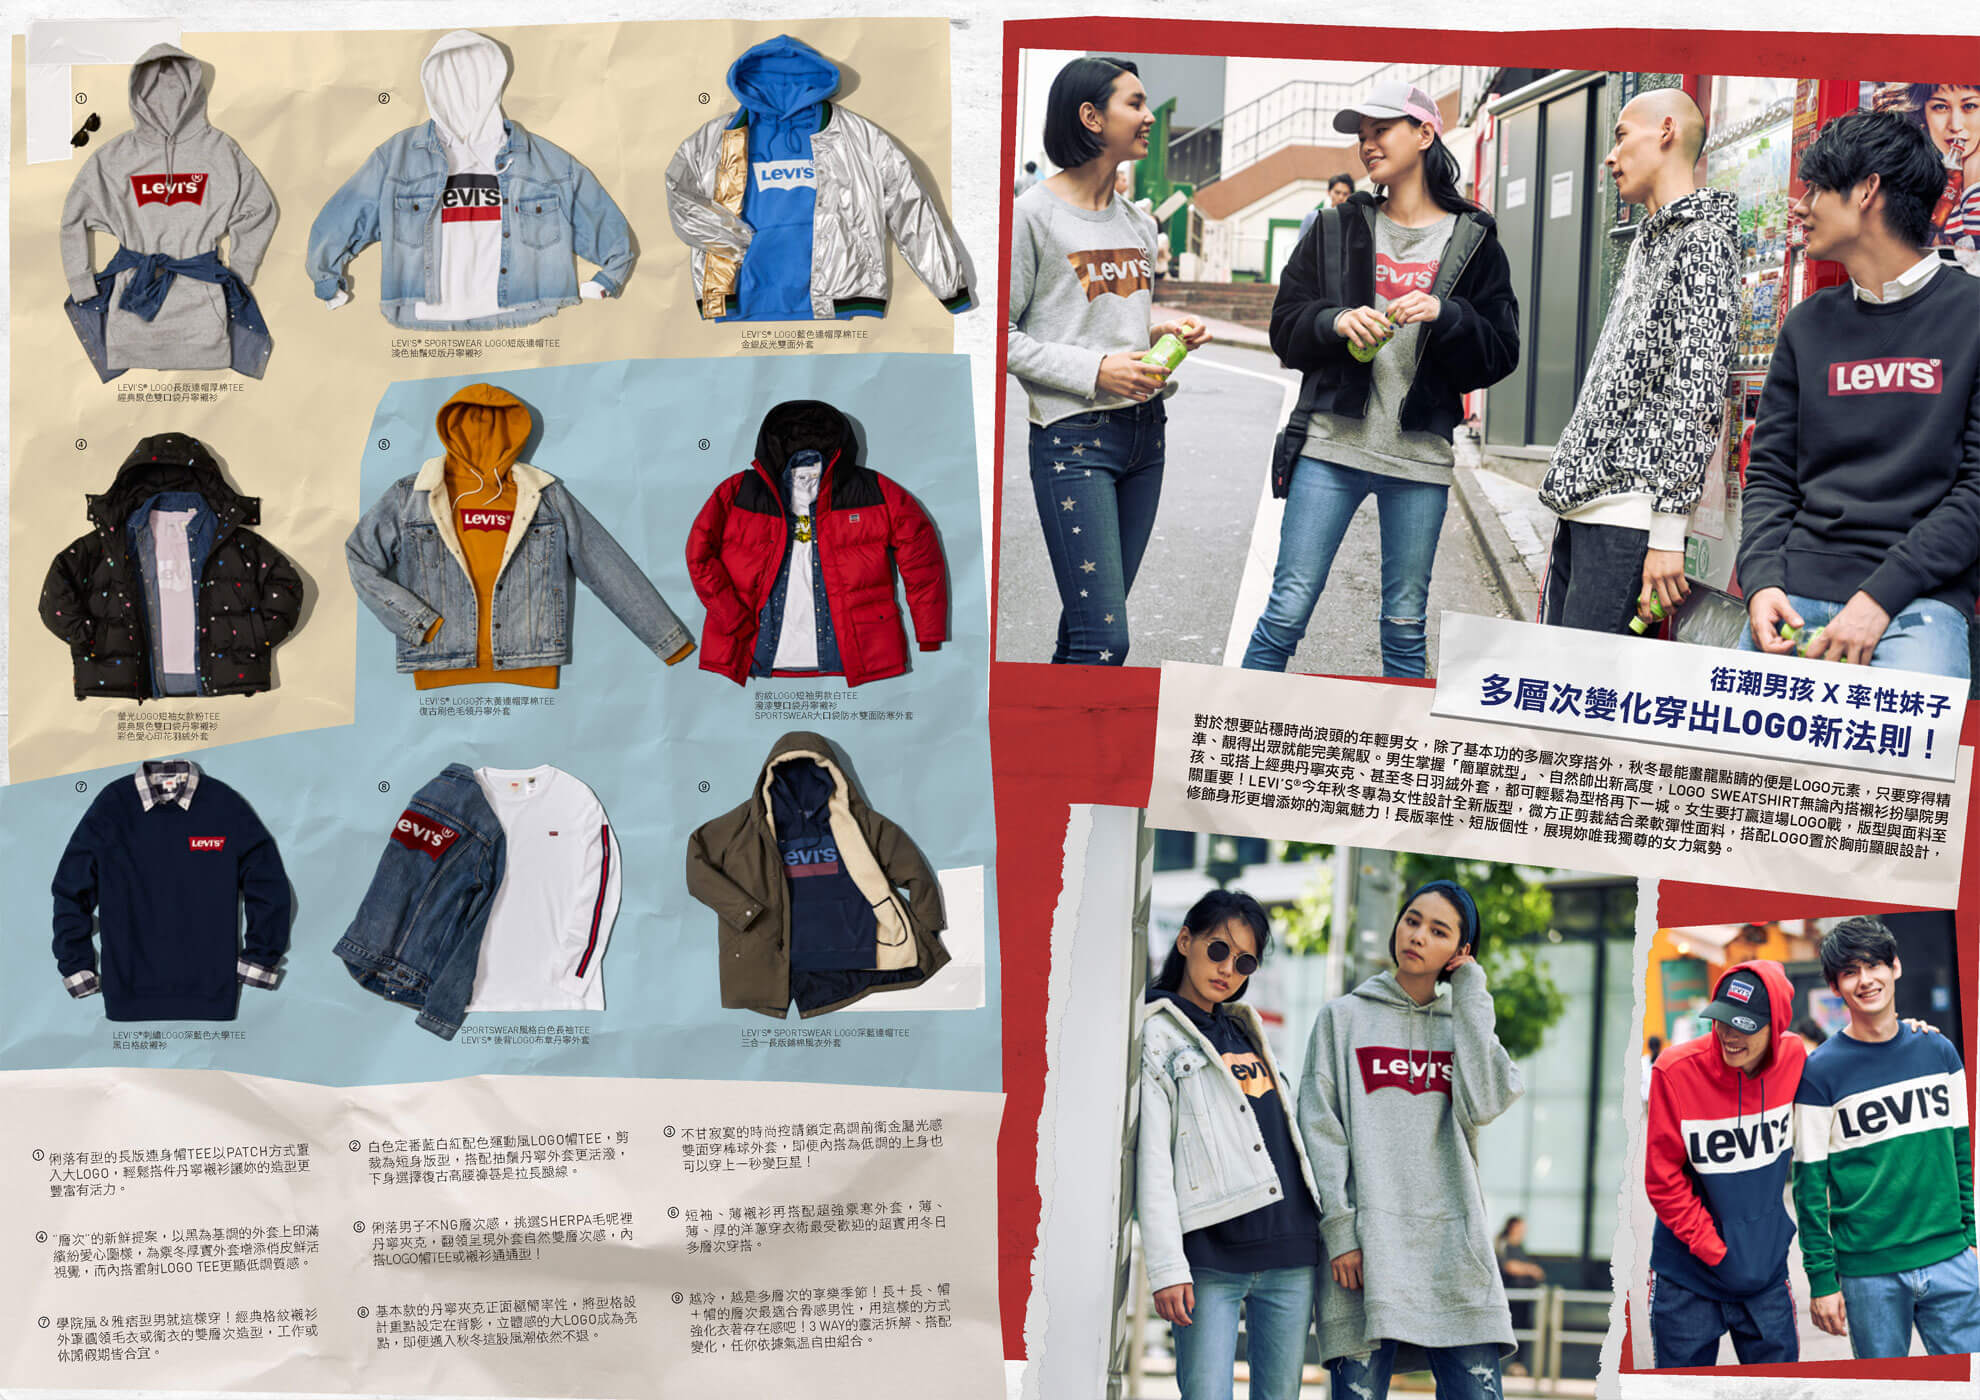 ①
LEVI'S®
LEVI'S® LOGO長版連帽厚棉TEE
經典原色雙口袋丹寧襯衫
②
EVI'S
LEVI'S® SPORTSWEAR LOGO短版連帽TEE
淺色抽鬚短版丹寧襯衫
③
LEVI'S
LEVI'S® LOGO藍色連帽厚棉TEE
金銀反光雙面外套
④
螢光LOGO短袖女款粉TEE
經典原色雙口袋丹寧襯衫
彩色愛心印花羽絨外套
⑤
LEVI'S®
LEVI'S® LOGO芥末黃連帽厚棉TEE
復古刷色毛領丹寧外套
⑥
豹紋LOGO短袖男款白TEE
潑漆雙口袋丹寧襯衫
SPORTSWEAR大口袋防水雙面防寒外套
⑦
LEVI'S®
LEVI'S®刺繡LOGO深藍色大學TEE
黑白格紋襯衫
⑧
EVI'S®
SPORTSWEAR風格白色長袖TEE
LEVI'S® 後背LOGO布章丹寧外套
⑨
EVI'S
LEVI'S® SPORTSWEAR LOGO深藍連帽TEE
三合一長版鋪棉風衣外套
① 俐落有型的長版連身帽TEE以PATCH方式置
入大LOGO，輕鬆搭件丹寧襯衫讓妳的造型更
豐富有活力。
② 白色定番藍白紅配色運動風LOGO帽TEE，剪
裁為短身版型，搭配抽鬚丹寧外套更活潑，
下身選擇復古高腰褲甚是拉長腿線。
③ 不甘寂寞的時尚控請鎖定高調前衛金屬光感
雙面穿棒球外套，即使內搭為低調的上身也
可以穿上一秒變巨星！
④ "層次"的新鮮提案，以黑為基調的外套上印滿
繽紛愛心圖樣，為禦冬厚實外套增添俏皮鮮活
視覺，而內搭雷射LOGO TEE更顯低調質感。
⑤ 俐落男子不NG層次感，挑選SHERPA毛呢裡
丹寧夾克，翻領呈現外套自然雙層次感，內
搭LOGO帽TEE或襯衫通通型！
⑥ 短袖、薄襯衫再搭配超強禦寒外套，薄、
薄、厚的洋蔥穿衣術最受歡迎的超實用冬日
多層次穿搭。
⑦ 學院風＆雅痞型男就這樣穿！經典格紋襯衫
外罩圓領毛衣或衛衣的雙層次造型，工作或
休閒假期皆合宜。
⑧ 基本款的丹寧夾克正面極簡率性，將型格設
計重點設定在背影，立體感的大LOGO成為亮
點，即使邁入秋冬這股風潮依然不退。
⑨ 越冷，越是多層次的享樂季節！長＋長、帽
＋帽的層次最適合骨感男性，用這樣的方式
強化衣著存在感吧！3 WAY的靈活拆解、搭配
變化，任你依據氣溫自由組合。
LEVI'S
EVI'S®
LEVI'S®
街潮男孩 X 率性妹子
多層次變化穿出LOGO新法則！
對於想要站穩時尚浪頭的年輕男女，除了基本功的多層次穿搭外，秋冬最能畫龍點睛的便是LOGO元素，只要穿得精
準、靚得出眾就能完美駕馭。男生掌握「簡單就型」、自然帥出新高度，LOGO SWEATSHIRT無論內搭襯衫扮學院男
孩、或搭上經典丹寧夾克、甚至冬日羽絨外套，都可輕鬆為型格再下一城。女生要打贏這場LOGO戰，版型與面料至
關重要！LEVI'S®今年秋冬專為女性設計全新版型，微方正剪裁結合柔軟彈性面料，搭配LOGO置於胸前顯眼設計，
修飾身形更增添妳的淘氣魅力！長版率性、短版個性，展現妳唯我獨尊的女力氣勢。
EVI
LEVI'S
LEVI'S
LEVI'S